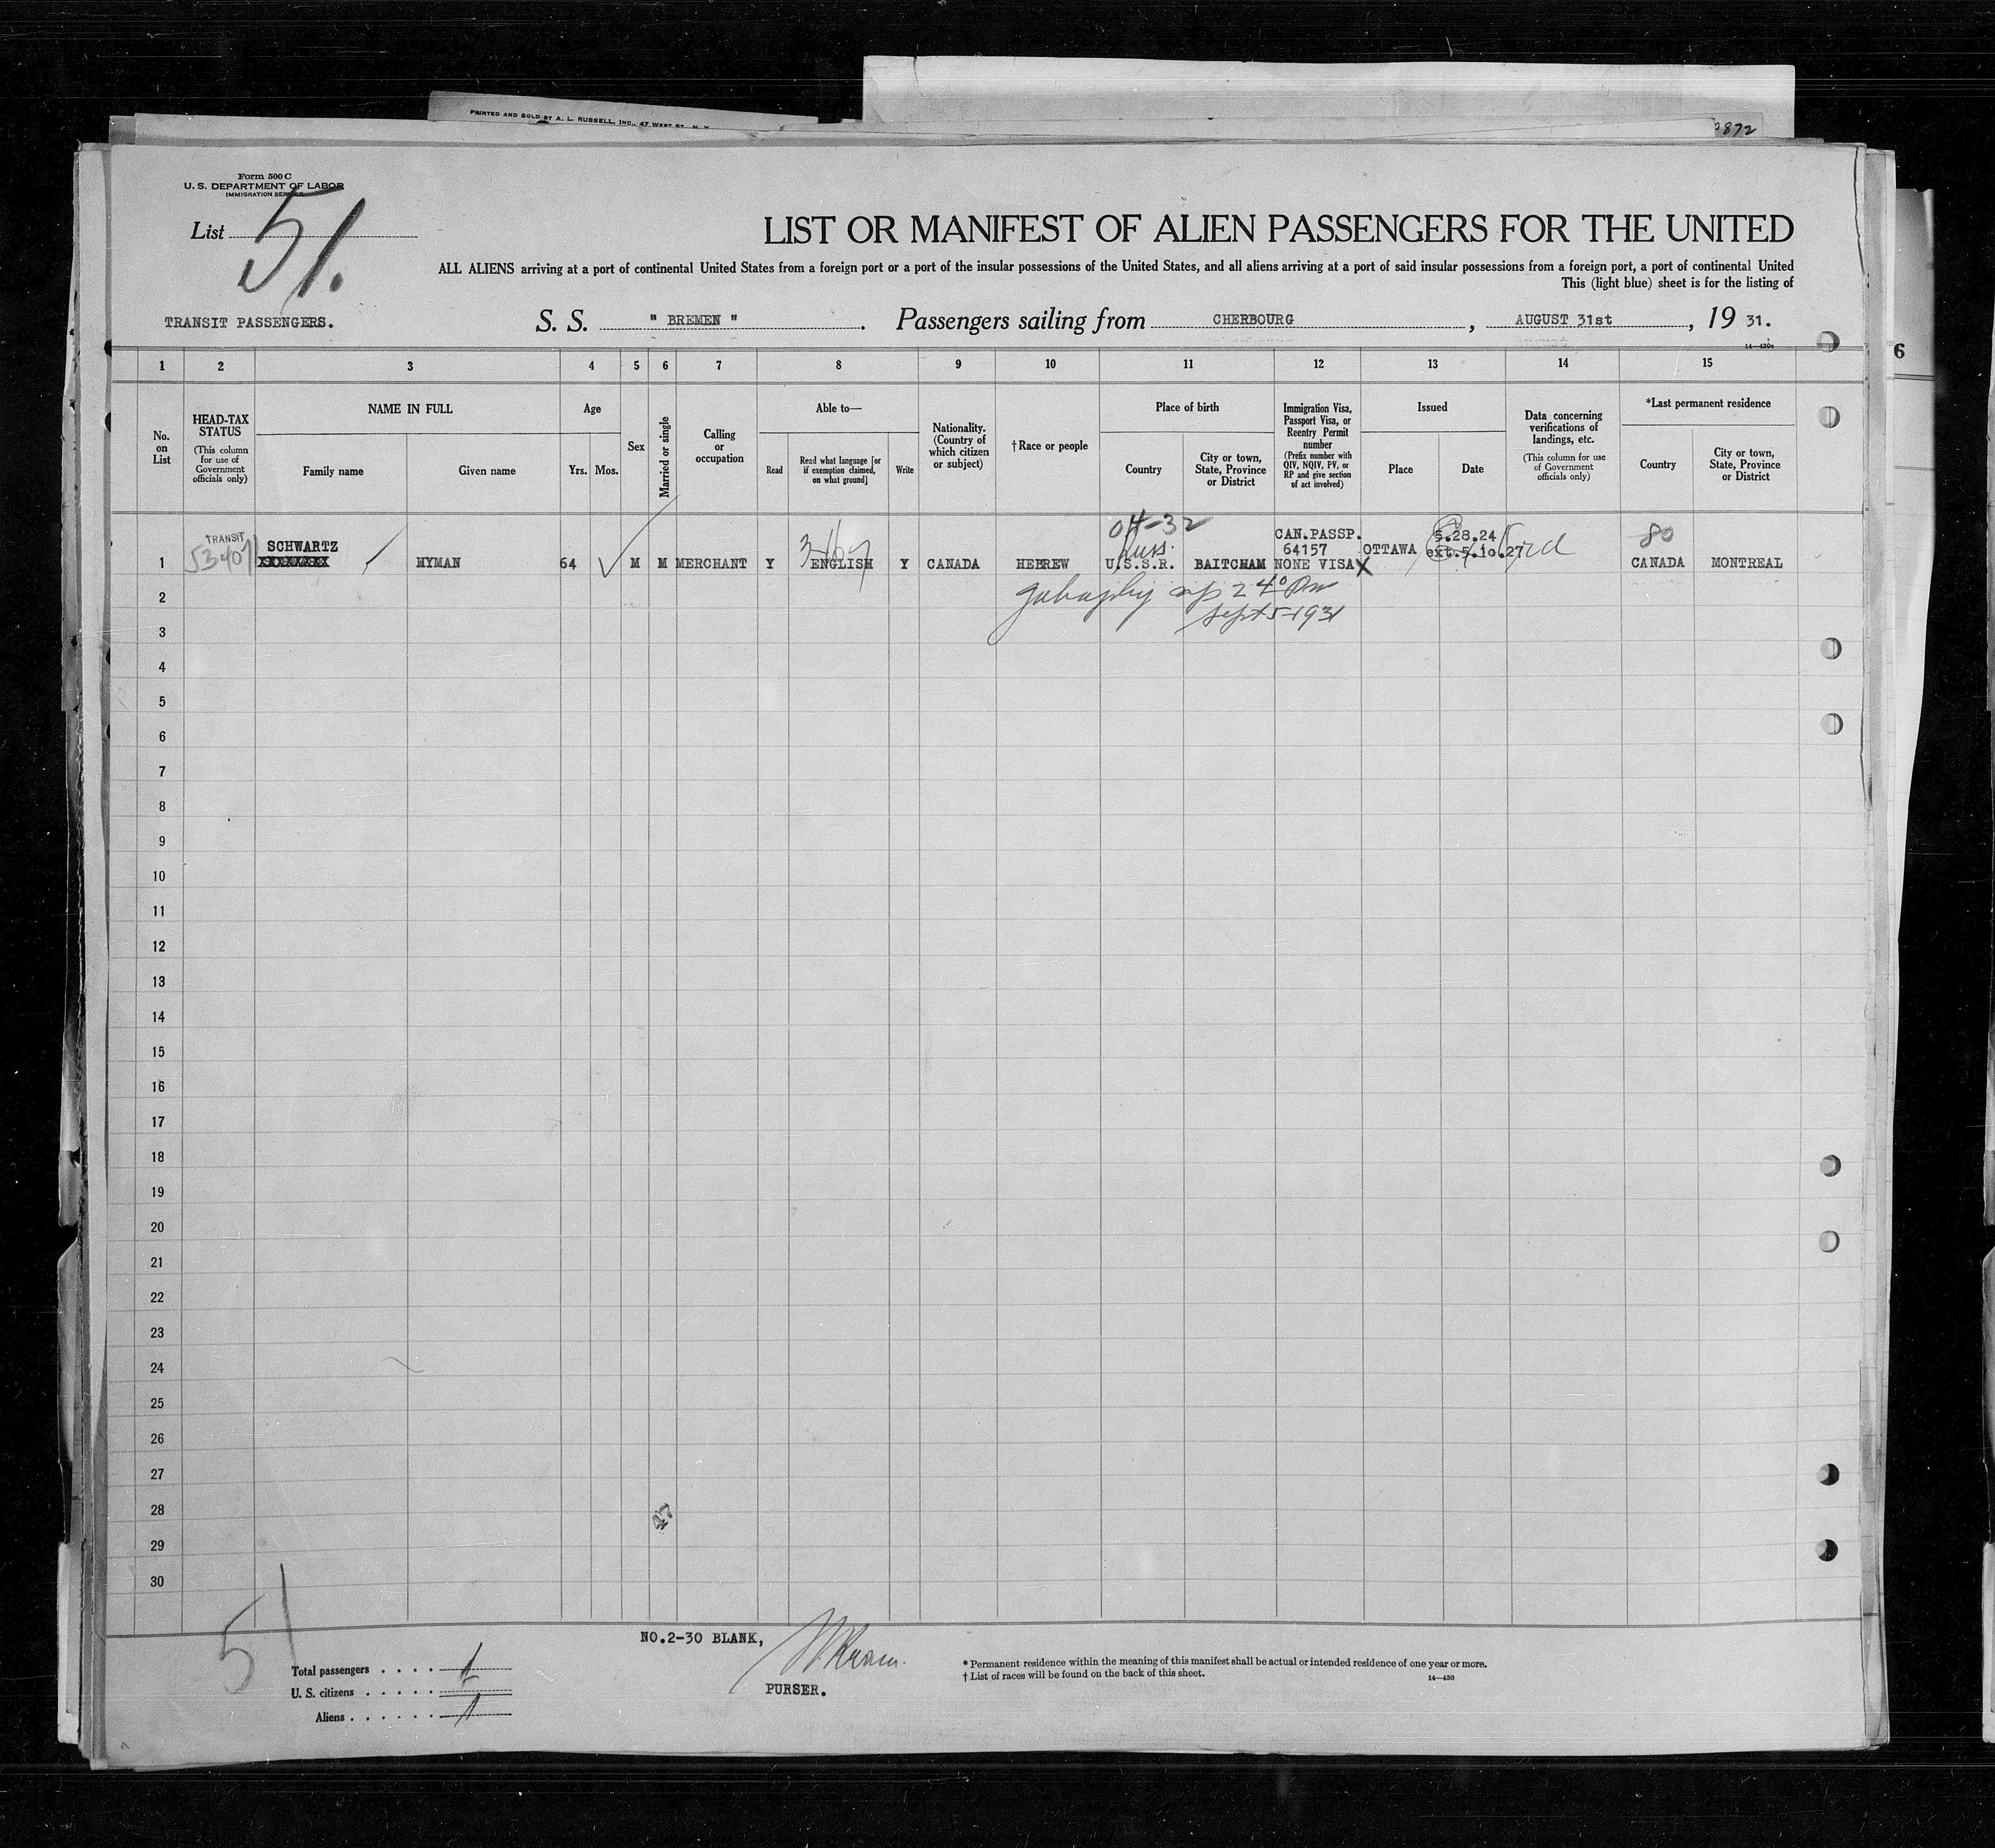 PRINTED AND SOLD BY A. L. RUSSELL, INC., 47 WEST ST., N. Y.
872
Form 500 C
U. S. DEPARTMENT OF LABOR
IMMIGRATION SERVICE
List 51.
LIST OR MANIFEST OF ALIEN PASSENGERS FOR THE UNITED
ALL ALIENS arriving at a port of continental United States from a foreign port or a port of the insular possessions of the United States, and all aliens arriving at a port of said insular possessions from a foreign port, a port of continental United
This (light blue) sheet is for the listing of
TRANSIT PASSENGERS.
S. S. " BREMEN ". Passengers sailing from CHERBOURG, AUGUST 31st, 19 31.
14—430a
6
1 2 3 4 5 6 7 8 9 10 11 12 13 14 15
No. on List
HEAD-TAX STATUS
(This column for use of Government officials only)
NAME IN FULL
Family name
Given name
Age
Yrs. Mos.
Sex
Married or single
Calling or occupation
Able to—
Read
Read what language [or if exemption claimed, on what ground]
Write
Nationality. (Country of which citizen or subject)
†Race or people
Place of birth
Country
City or town, State, Province or District
Immigration Visa, Passport Visa, or Reentry Permit number
(Prefix number with QIV, NQIV, PV, or RP and give section of act involved)
Issued
Place
Date
Data concerning verifications of landings, etc.
(This column for use of Government officials only)
*Last permanent residence
Country
City or town, State, Province or District
04-32
TRANSIT SCHWARTZ Russ. CAN.PASSP. 5.28.24 80
53407 64157 OTTAWA ext.5.10.27
1 HYMAN 64 M M MERCHANT Y ENGLISH Y CANADA HEBREW U.S.S.R. BAITCHAM NONE VISA X CANADA MONTREAL
2
Sept 5-1931
3
4
5
6
7
8
9
10
11
12
13
14
15
16
17
18
19
20
21
22
23
24
25
26
27
28
47
29
30
51
NO.2-30 BLANK,
PURSER.
Total passengers . . . . 1
U. S. citizens . . . . .
Aliens . . . . . . 1
* Permanent residence within the meaning of this manifest shall be actual or intended residence of one year or more.
† List of races will be found on the back of this sheet.
14—430